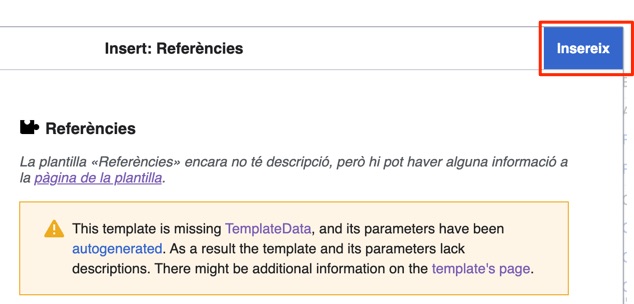 Insert: Referències
Insereix
Referències
La plantilla «Referències» encara no té descripció, però hi pot haver alguna informació a
la pàgina de la plantilla.
This template is missing TemplateData, and its parameters have been
autogenerated. As a result the template and its parameters lack
descriptions. There might be additional information on the template's page.